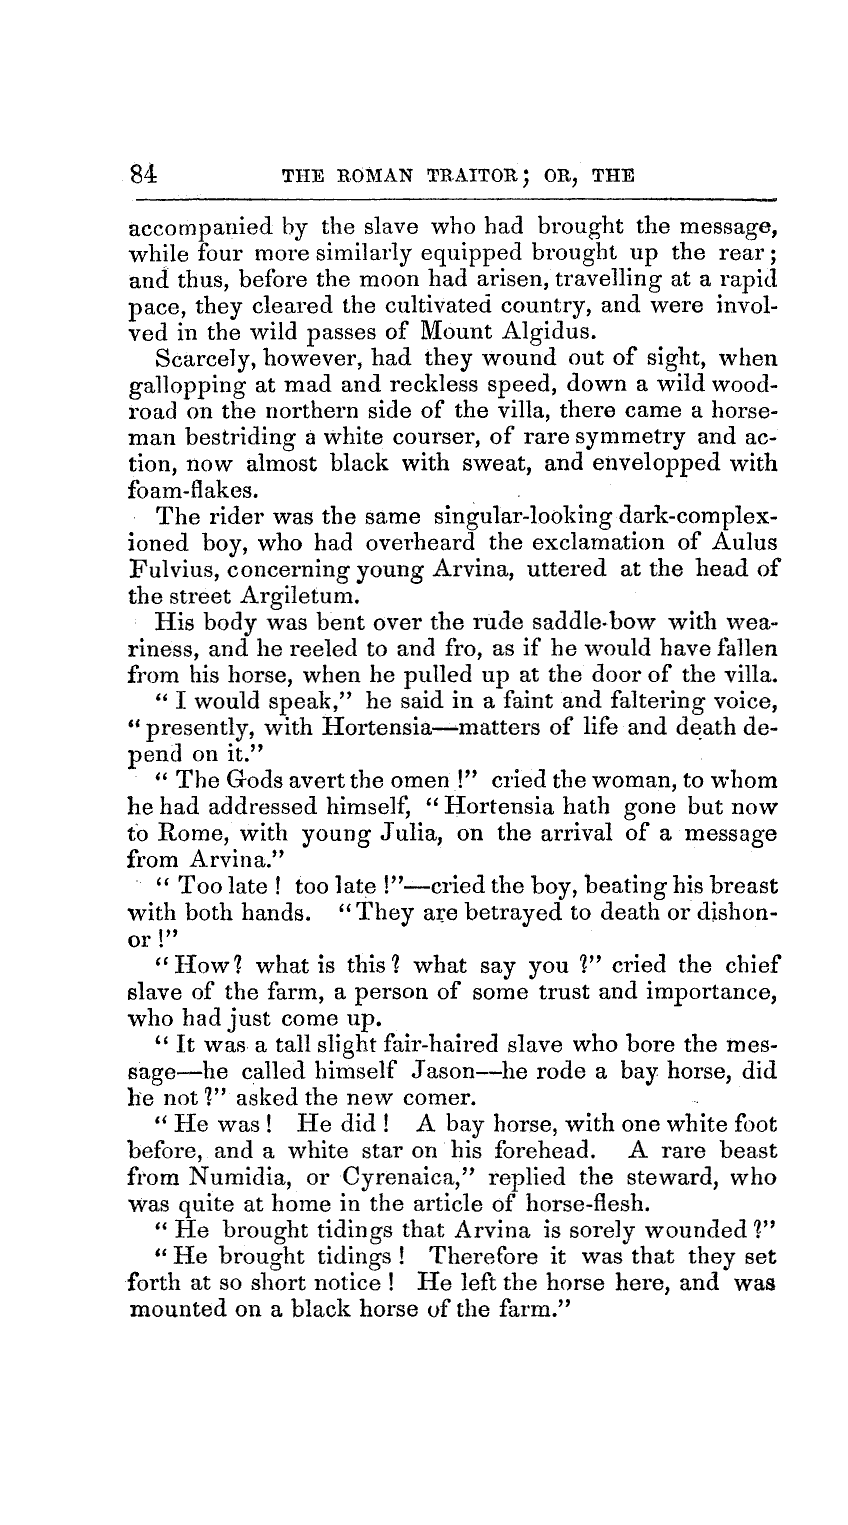 84 THE ROMAN TRAITOR; OR, THE
accompanied by the slave who had brought the message,
while four more similarly equipped brought up the rear;
and thus, before the moon had arisen, travelling at a rapid
pace, they cleared the cultivated country, and were invol-
ved in the wild passes of Mount Algidus.
Scarcely, however, had they wound out of sight, when
gallopping at mad and reckless speed, down a wild wood-
road on the northern side of the villa, there came a horse-
man bestriding a white courser, of rare symmetry and ac-
tion, now almost black with sweat, and envelopped with
foam-flakes.
The rider was the same singular-looking dark-complex-
ioned boy, who had overheard the exclamation of Aulus
Fulvius, concerning young Arvina, uttered at the head of
the street Argiletum.
His body was bent over the rude saddle-bow with wea-
riness, and he reeled to and fro, as if he would have fallen
from his horse, when he pulled up at the door of the villa.
"I would speak," he said in a faint and faltering voice,
"presently, with Hortensia—matters of life and death de-
pend on it."
"The Gods avert the omen!" cried the woman, to whom
he had addressed himself, "Hortensia hath gone but now
to Rome, with young Julia, on the arrival of a message
from Arvina."
"Too late! too late!"—cried the boy, beating his breast
with both hands. "They are betrayed to death or dishon-
or!"
"How? what is this? what say you?" cried the chief
slave of the farm, a person of some trust and importance,
who had just come up.
"It was a tall slight fair-haired slave who bore the mes-
sage—he called himself Jason—he rode a bay horse, did
he not?" asked the new comer.
"He was! He did! A bay horse, with one white foot
before, and a white star on his forehead. A rare beast
from Numidia, or Cyrenaica," replied the steward, who
was quite at home in the article of horse-flesh.
"He brought tidings that Arvina is sorely wounded?"
"He brought tidings! Therefore it was that they set
forth at so short notice! He left the horse here, and was
mounted on a black horse of the farm."